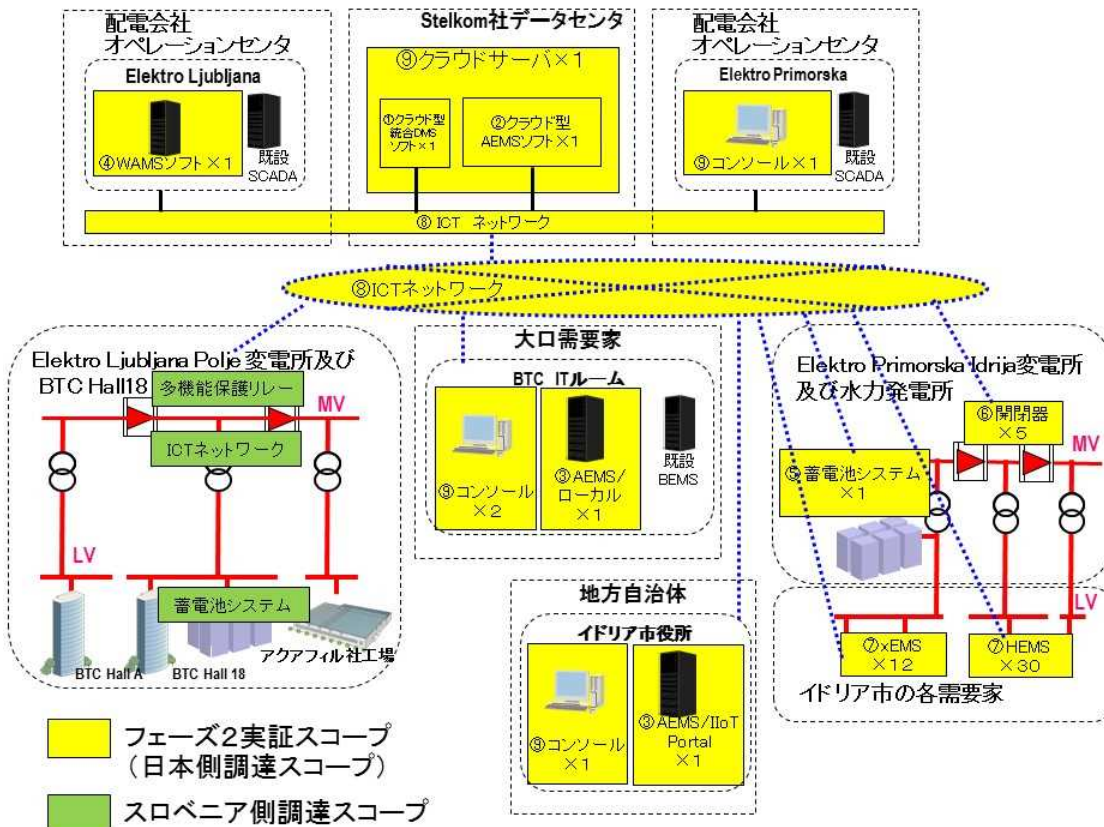 配電会社
オペレーションセンタ
Elektro Ljubljana
④WAMSソフト×1
既設
SCADA
Stelkom社データセンタ
⑨クラウドサーバ×1
①クラウド型
統合DMS
ソフト×1
②クラウド型
AEMSソフト×1
配電会社
オペレーションセンタ
Elektro Primorska
⑨コンソール×1
既設
SCADA
⑧ICT ネットワーク
⑧ICTネットワーク
Elektro Ljubljana Polje 変電所及び
BTC Hall18
多機能保護リレー
MV
ICTネットワーク
LV
蓄電池システム
BTC Hall A
BTC Hall 18
アクアフィル社工場
大口需要家
BTC ITルーム
⑨コンソール
×2
③AEMS/
ローカル
×1
既設
BEMS
地方自治体
イドリア市役所
⑨コンソール
×1
③AEMS/IIoT
Portal
×1
Elektro Primorska Idrija変電所
及び水力発電所
⑥開閉器
×5
MV
⑤蓄電池システム
×1
LV
⑦xEMS
×12
⑦HEMS
×30
イドリア市の各需要家
フェーズ2実証スコープ
(日本側調達スコープ)
スロベニア側調達スコープ